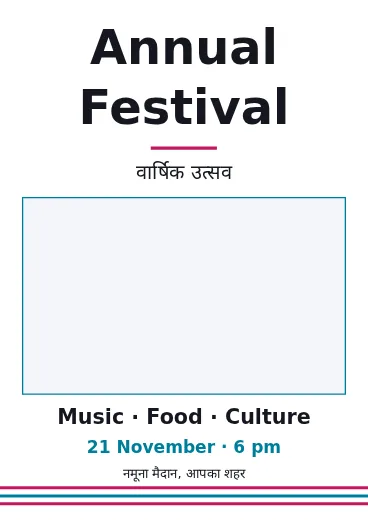 Annual
Festival
वार्षिक उत्सव
Music · Food · Culture
21 November · 6 pm
नमूना मैदान, आपका शहर